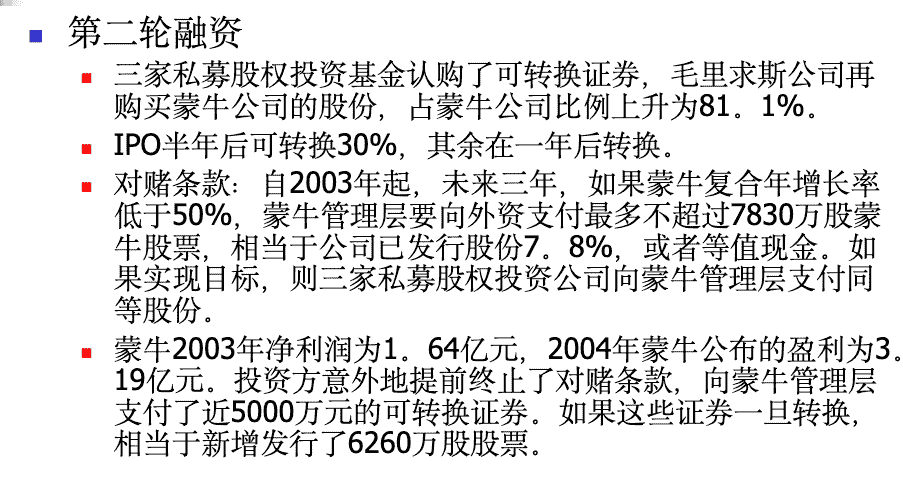 第二轮融资
三家私募股权投资基金认购了可转换证券，毛里求斯公司再
购买蒙牛公司的股份，占蒙牛公司比例上升为81．1%。
IPO半年后可转换30%，其余在一年后转换。
对赌条款：自2003年起，未来三年，如果蒙牛复合年增长率
低于50%，蒙牛管理层要向外资支付最多不超过7830万股蒙
牛股票，相当于公司已发行股份7．8%，或者等值现金。如
果实现目标，则三家私募股权投资公司向蒙牛管理层支付同
等股份。
蒙牛2003年净利润为1．64亿元，2004年蒙牛公布的盈利为3．
19亿元。投资方意外地提前终止了对赌条款，向蒙牛管理层
支付了近5000万元的可转换证券。如果这些证券一旦转换，
相当于新增发行了6260万股股票。